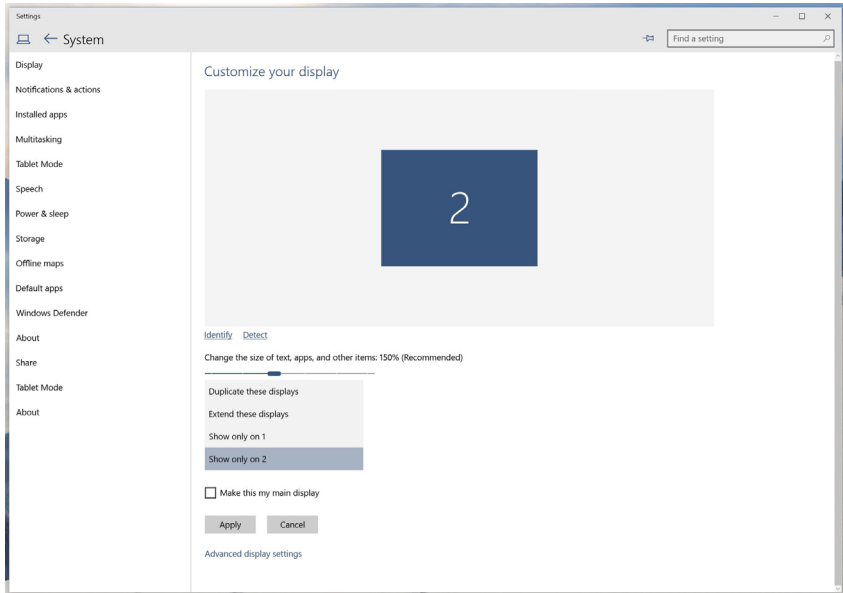 Settings
System
Find a setting
Display
Notifications & actions
Installed apps
Multitasking
Tablet Mode
Speech
Power & sleep
Storage
Offline maps
Default apps
Windows Defender
About
Share
Tablet Mode
About
Customize your display
2
Identify Detect
Change the size of text, apps, and other items: 150% (Recommended)
Duplicate these displays
Extend these displays
Show only on 1
Show only on 2
Make this my main display
Apply Cancel
Advanced display settings